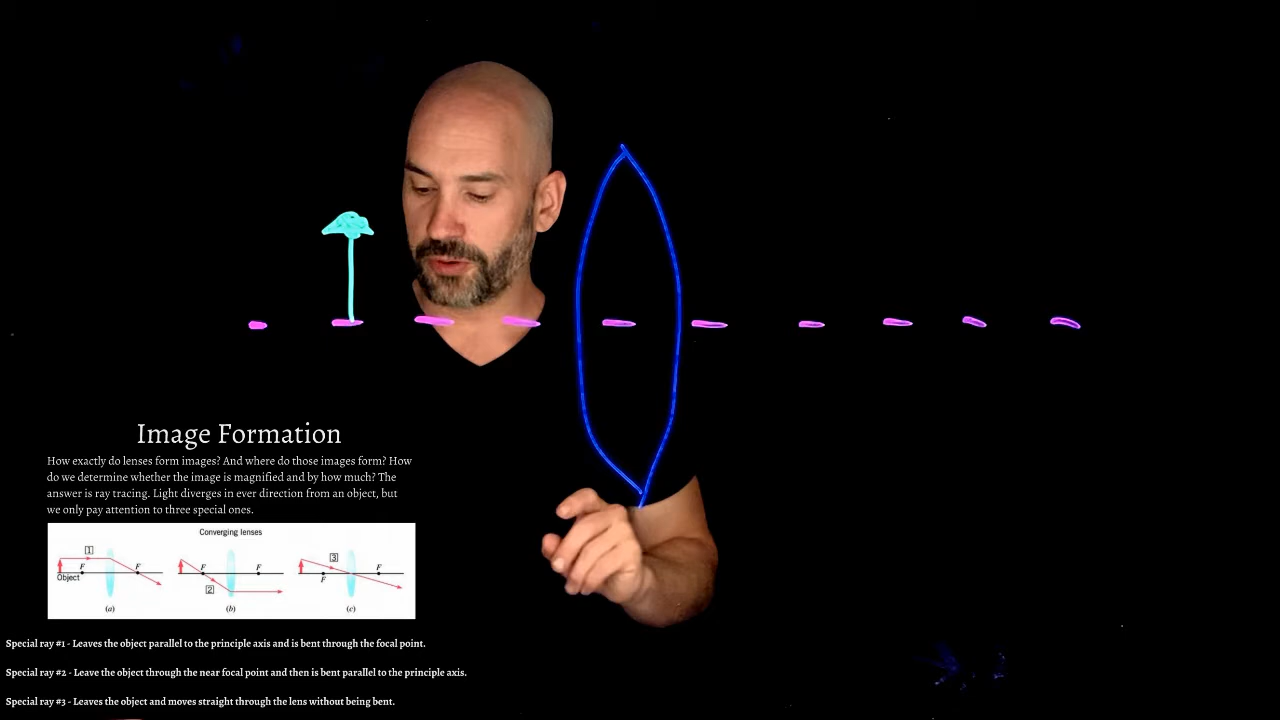 Image Formation
How exactly do lenses form images? And where do those images form? How
do we determine whether the image is magnified and by how much? The
answer is ray tracing. Light diverges in ever direction from an object, but
we only pay attention to three special ones.
Converging lenses
1
F
F
Object
(a)
F
F
2
(b)
3
F
F
(c)
Special ray #1 - Leaves the object parallel to the principle axis and is bent through the focal point.
Special ray #2 - Leave the object through the near focal point and then is bent parallel to the principle axis.
Special ray #3 - Leaves the object and moves straight through the lens without being bent.